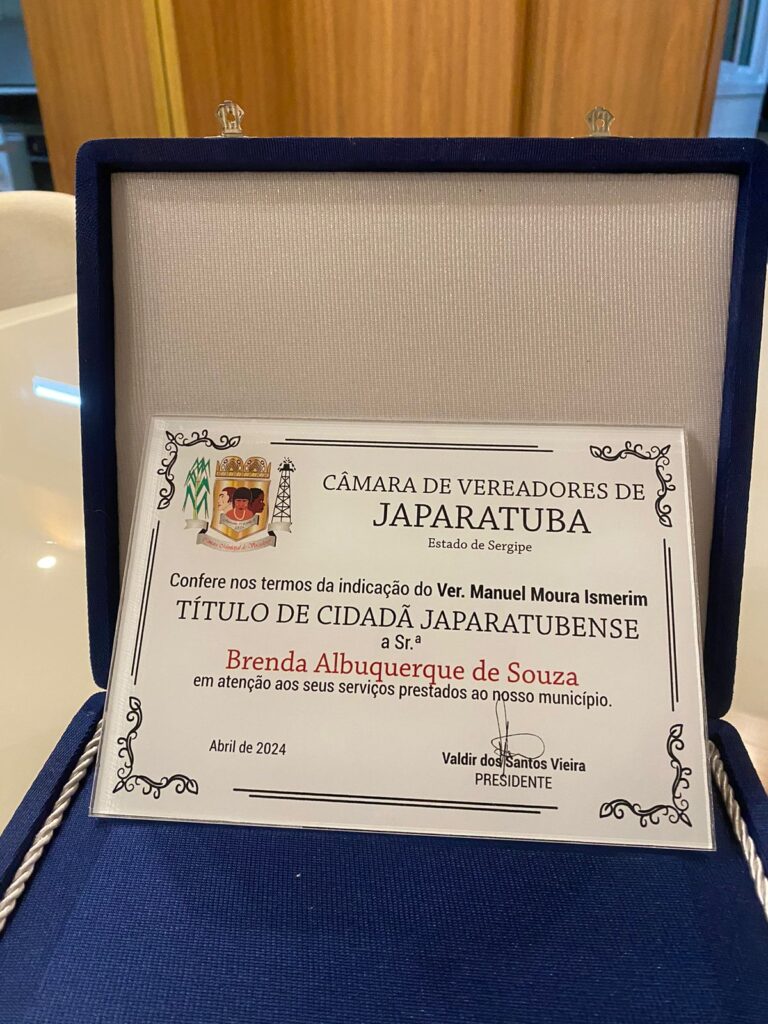 CÂMARA DE VEREADORES DE
JAPARATUBA
Estado de Sergipe
Confere nos termos da indicação do Ver. Manuel Moura Ismerim
TÍTULO DE CIDADÃ JAPARATUBENSE
a Sr.ª
Brenda Albuquerque de Souza
em atenção aos seus serviços prestados ao nosso município.
Abril de 2024
Valdir dos Santos Vieira
PRESIDENTE